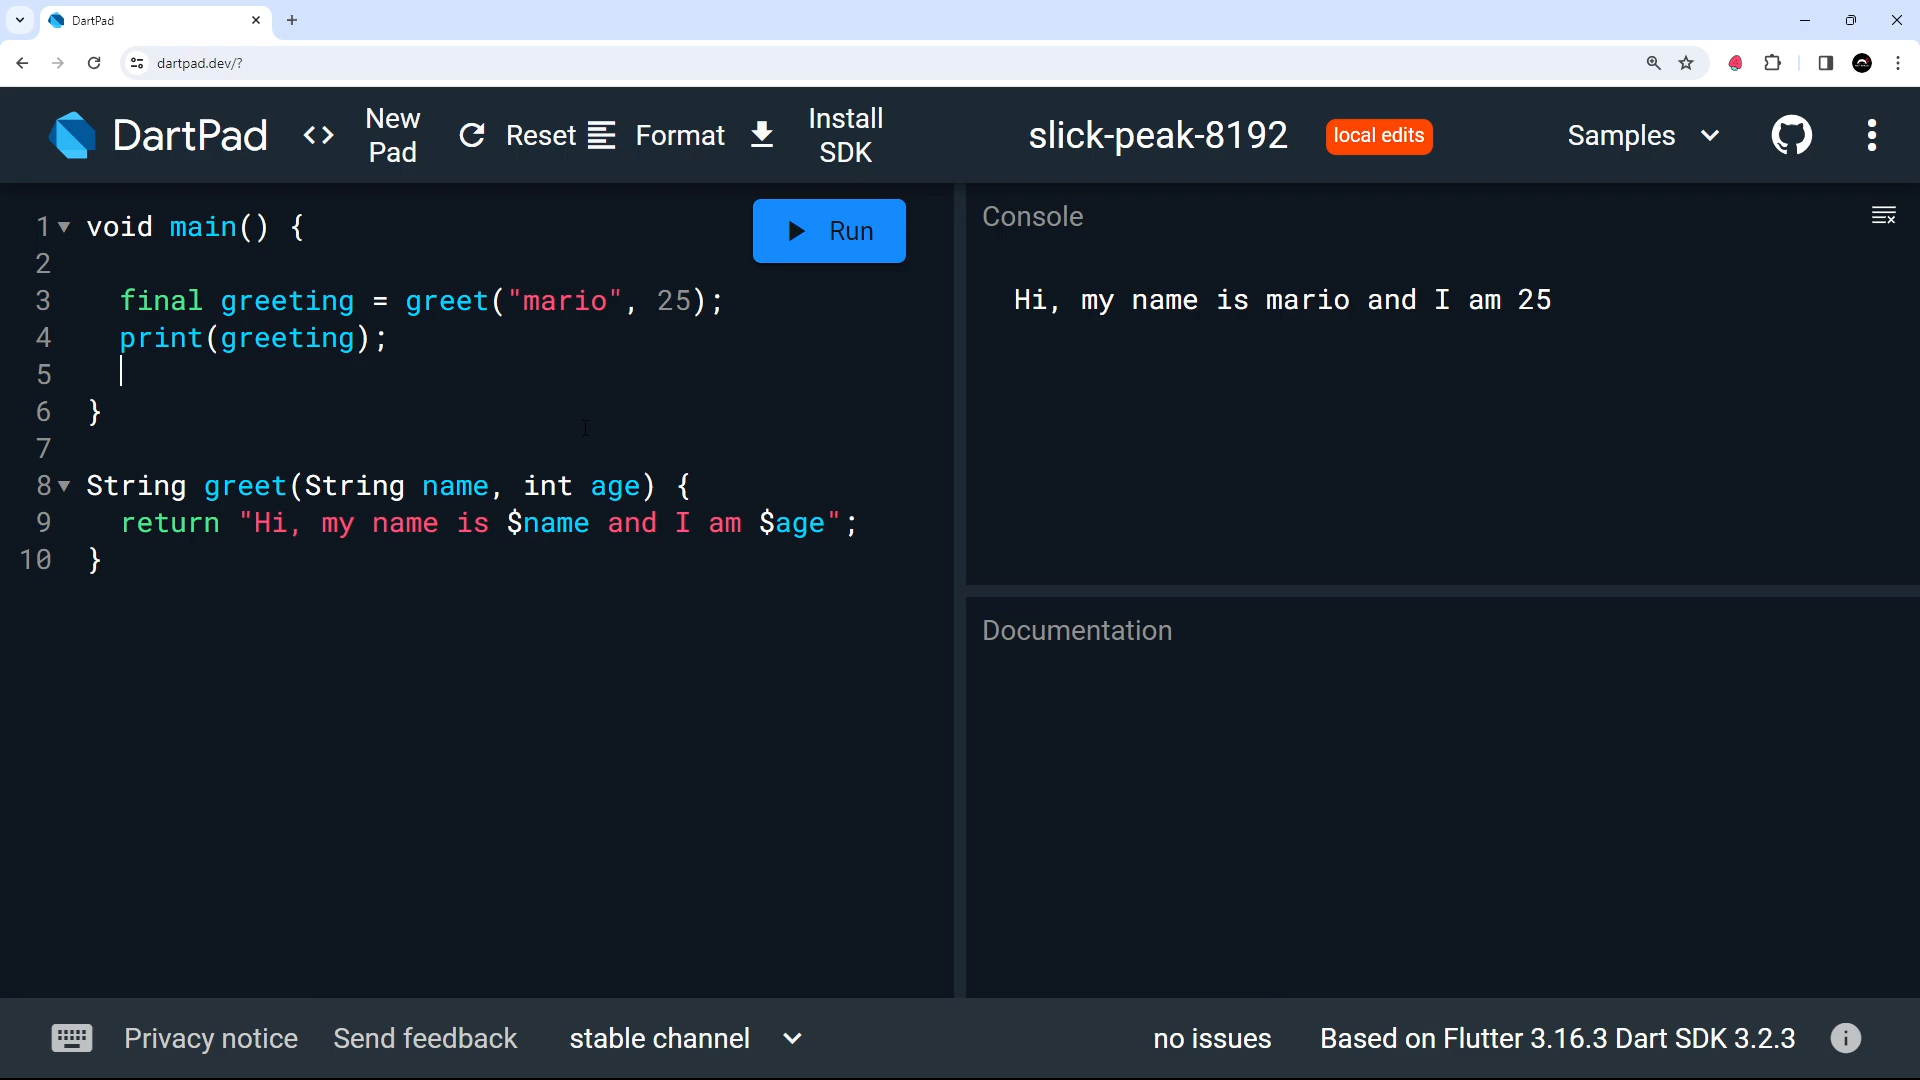 DartPad
dartpad.dev/?
DartPad
<> New Pad
Reset
Format
Install SDK
slick-peak-8192
local edits
Samples
1 void main() {
2
3   final greeting = greet("mario", 25);
4   print(greeting);
5
6 }
7
8 String greet(String name, int age) {
9   return "Hi, my name is $name and I am $age";
10 }
Run
Console
Hi, my name is mario and I am 25
Documentation
Privacy notice
Send feedback
stable channel
no issues
Based on Flutter 3.16.3 Dart SDK 3.2.3